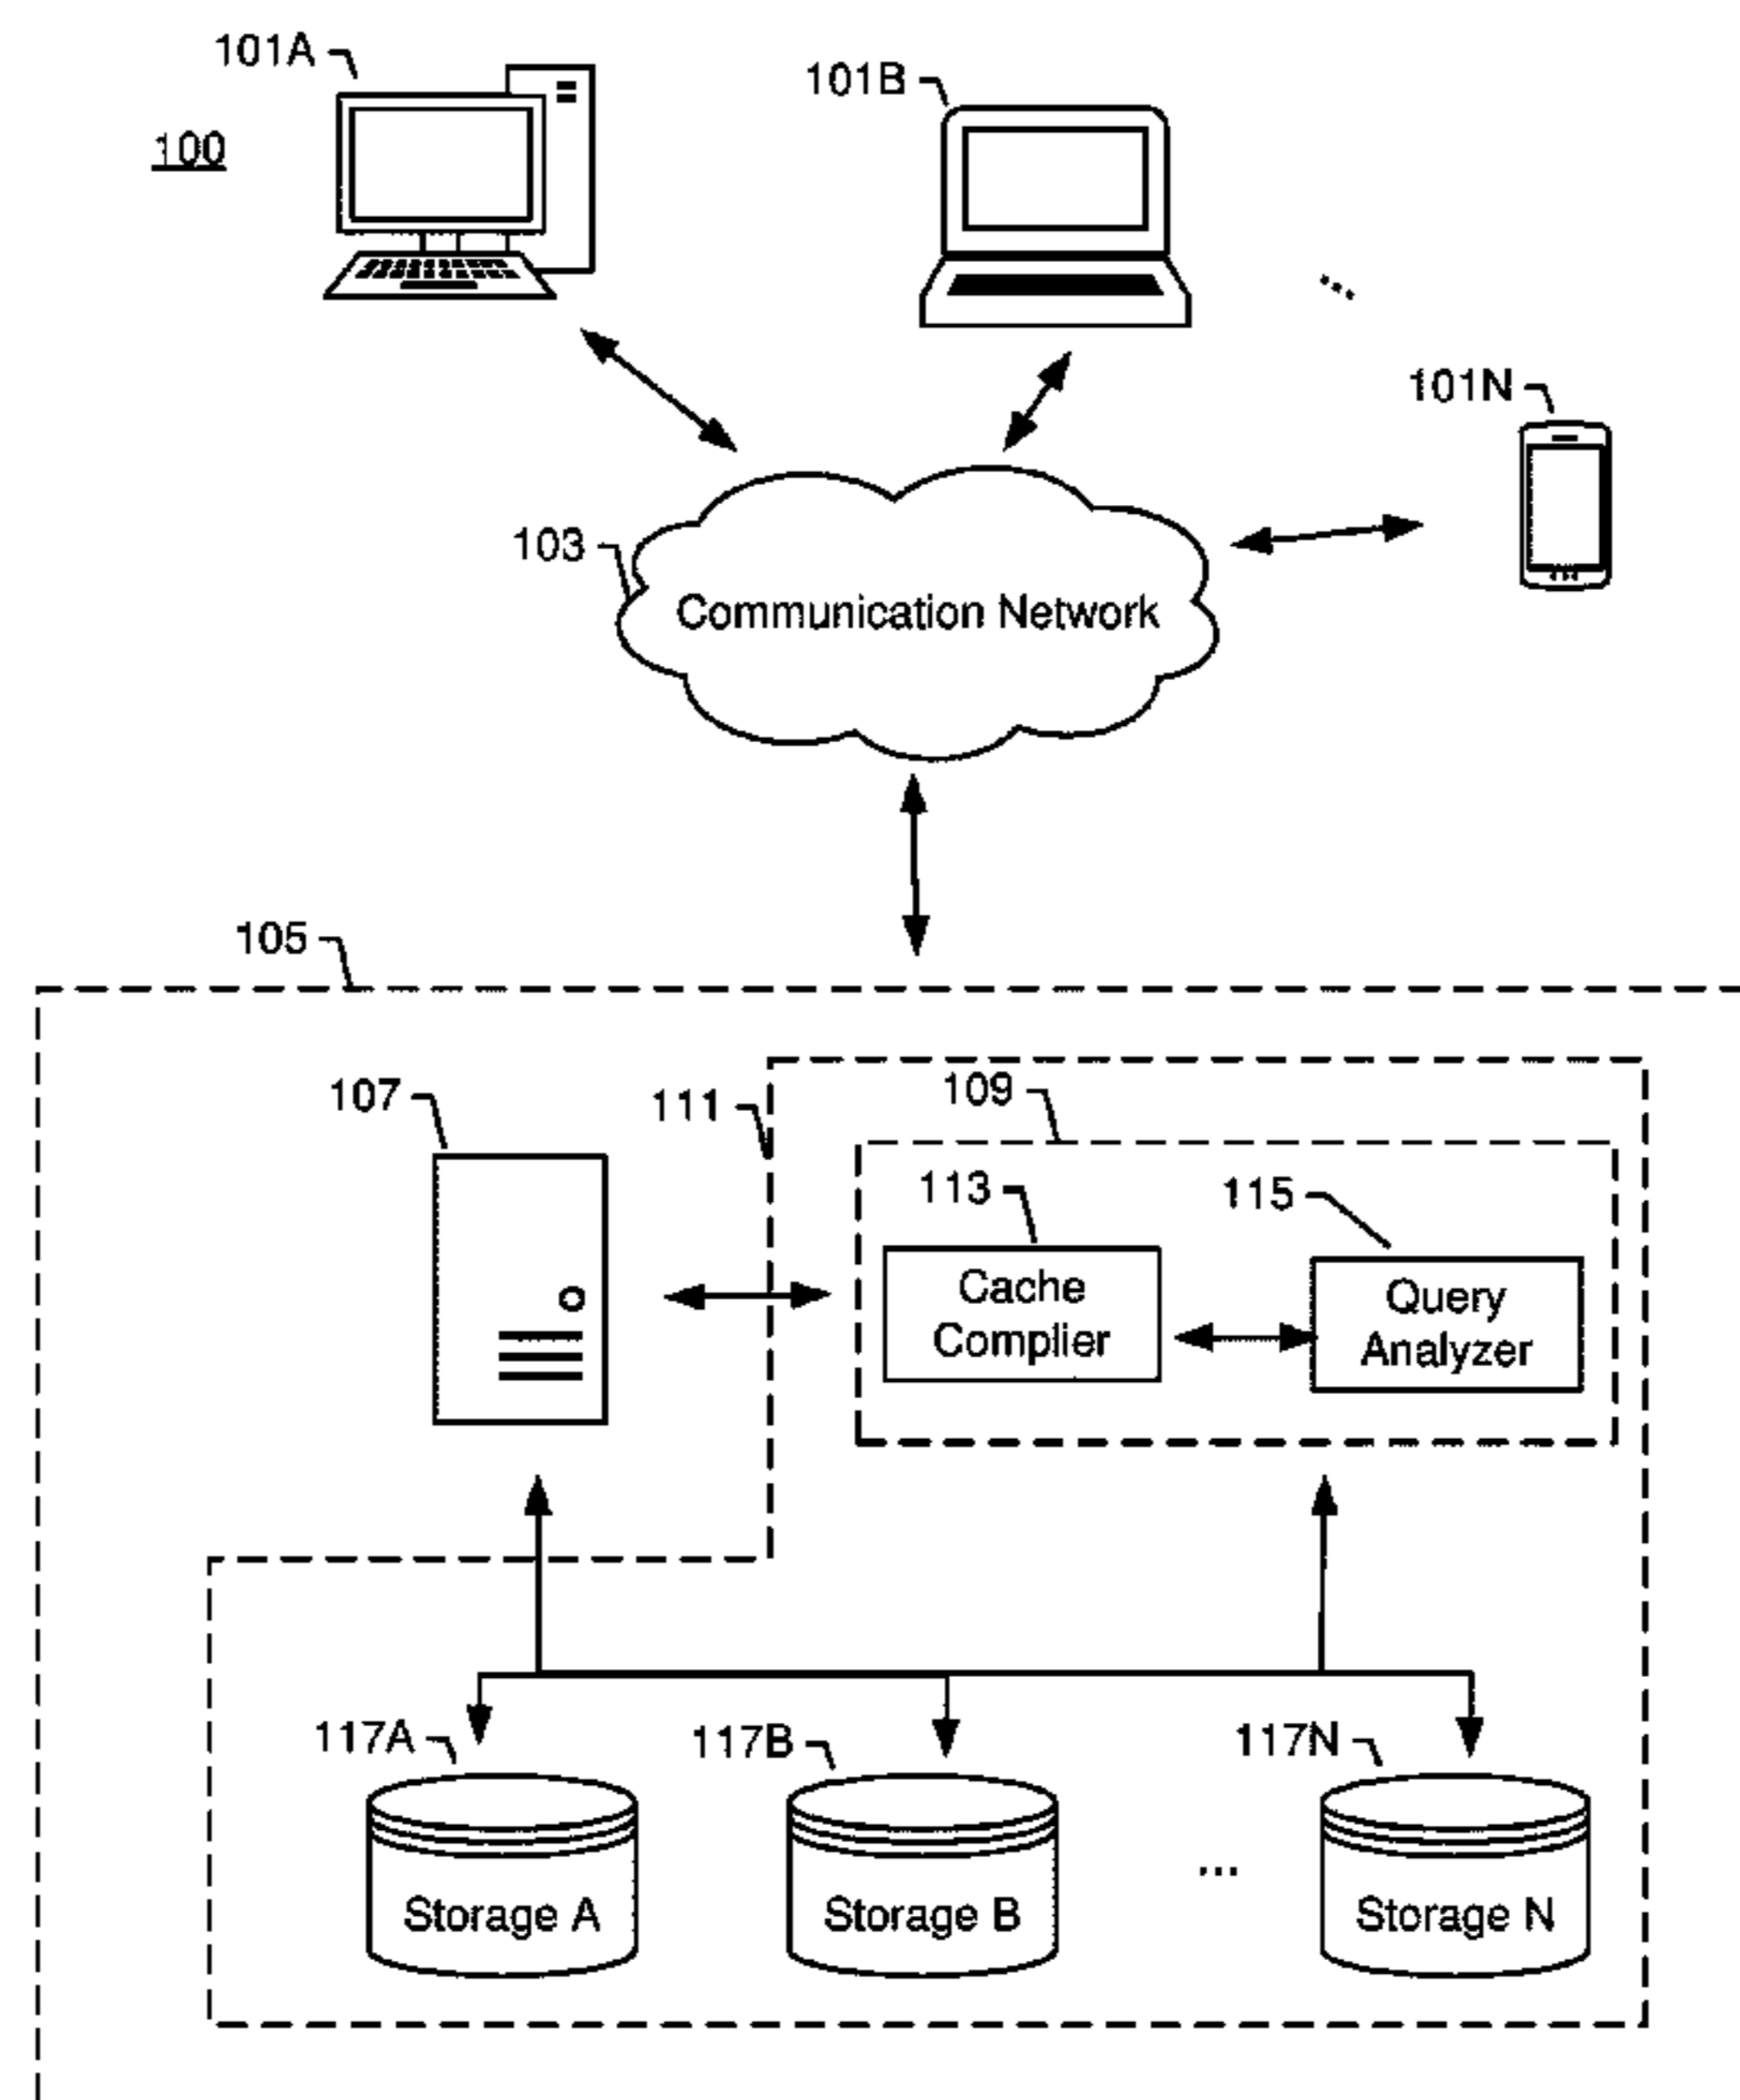 101A
101B
100
...
101N
103
Communication Network
105
107
111
109
113
115
Cache
Complier
Query
Analyzer
117A
117B
117N
...
Storage A
Storage B
Storage N